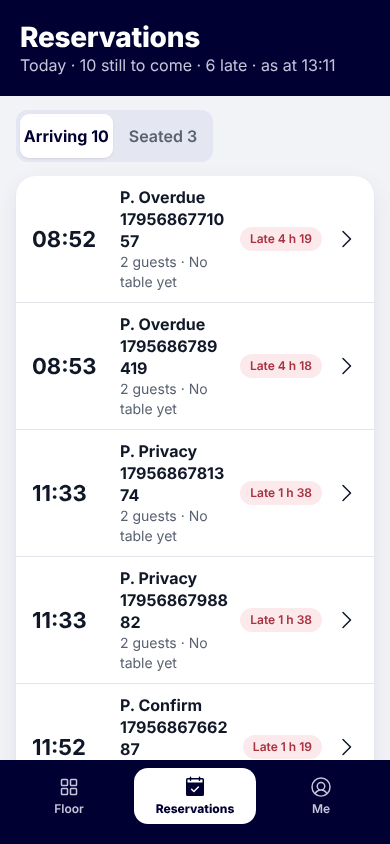 Reservations
Today · 10 still to come · 6 late · as at 13:11
Arriving 10
Seated 3
08:52
P. Overdue
17956867710
57
2 guests · No
table yet
Late 4 h 19
08:53
P. Overdue
1795686789
419
2 guests · No
table yet
Late 4 h 18
11:33
P. Privacy
17956867813
74
2 guests · No
table yet
Late 1 h 38
11:33
P. Privacy
17956867988
82
2 guests · No
table yet
Late 1 h 38
11:52
P. Confirm
17956867662
87
Late 1 h 19
Floor
Reservations
Me